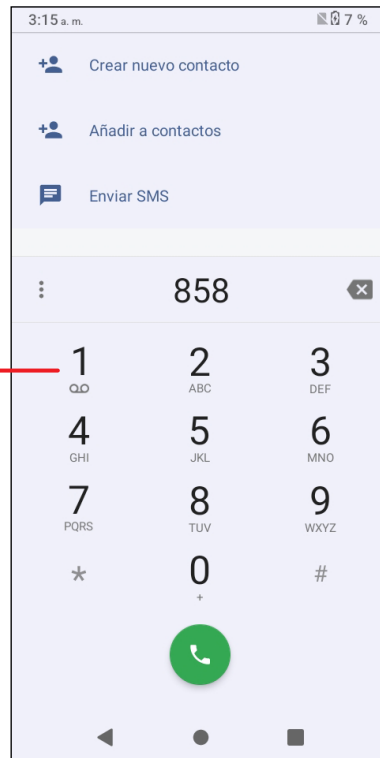 3:15 a. m. 7 %
Crear nuevo contacto
Añadir a contactos
Enviar SMS
858
1 2 3
ABC DEF
4 5 6
GHI JKL MNO
7 8 9
PQRS TUV WXYZ
* 0 #
+